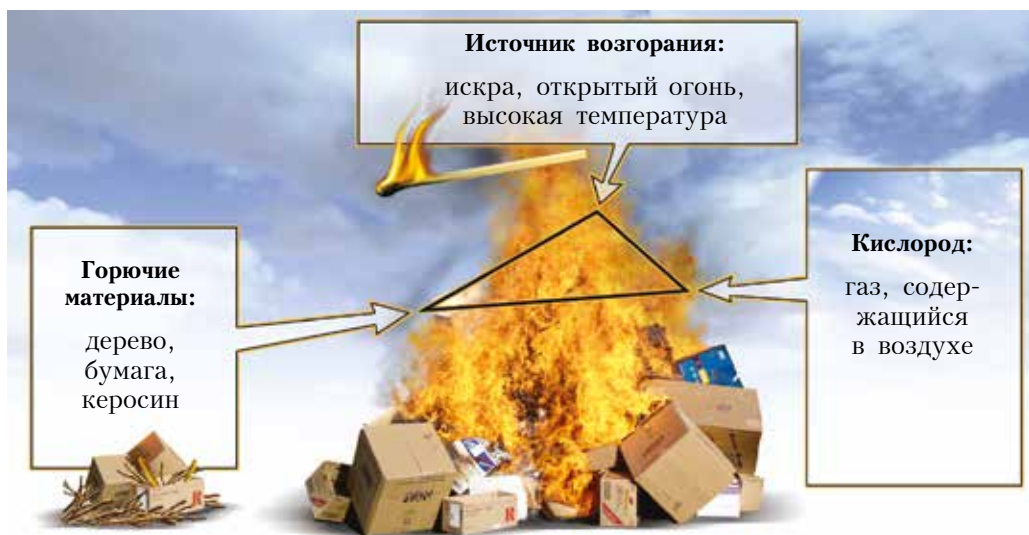 Источник возгорания:
искра, открытый огонь,
высокая температура
Горючие
материалы:
дерево,
бумага,
керосин
Кислород:
газ, содер-
жащийся
в воздухе